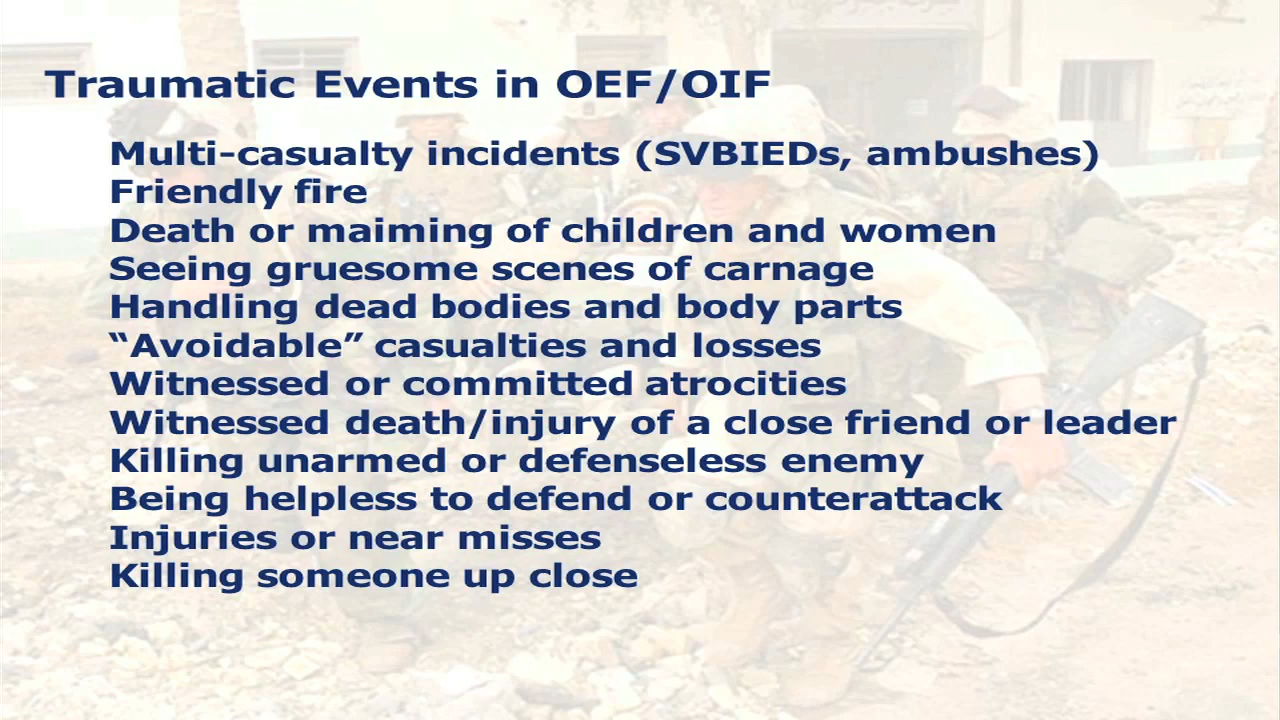 Traumatic Events in OEF/OIF
Multi-casualty incidents (SVBIEDs, ambushes)
Friendly fire
Death or maiming of children and women
Seeing gruesome scenes of carnage
Handling dead bodies and body parts
“Avoidable” casualties and losses
Witnessed or committed atrocities
Witnessed death/injury of a close friend or leader
Killing unarmed or defenseless enemy
Being helpless to defend or counterattack
Injuries or near misses
Killing someone up close